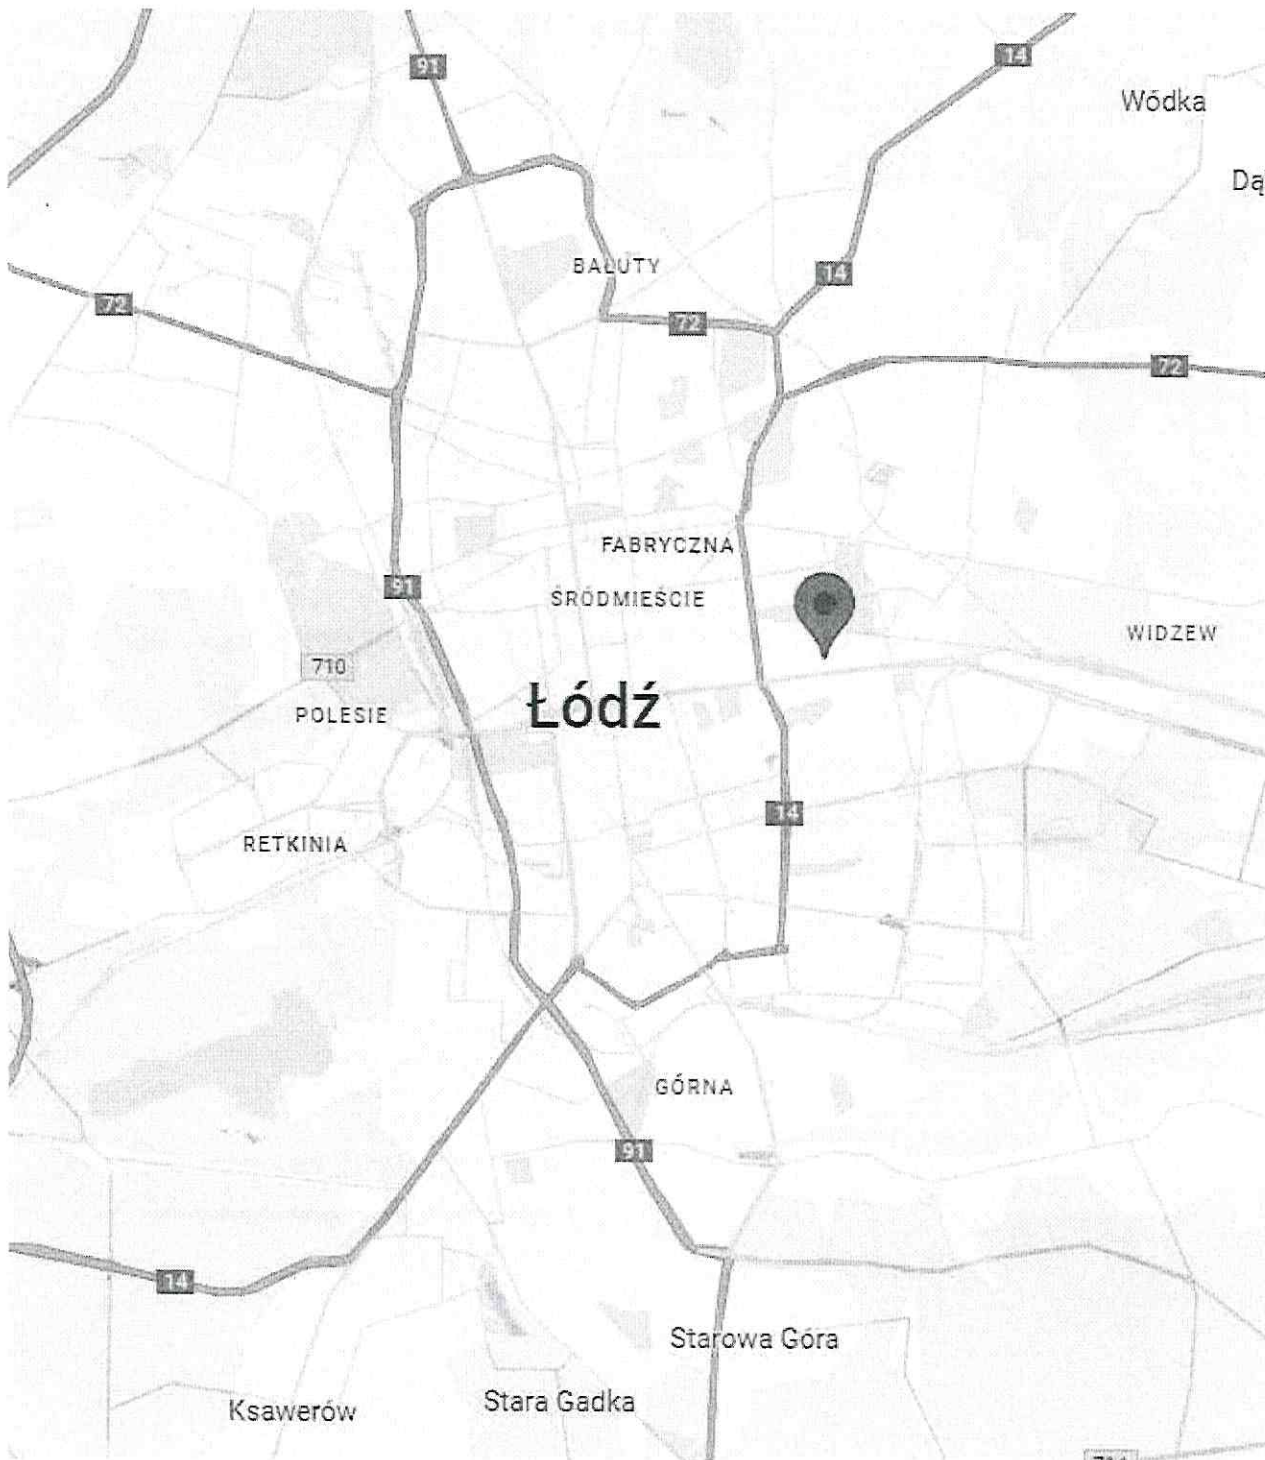 91
14
Wódka
Dą
BAŁUTY
14
72
72
72
FABRYCZNA
91
ŚRÓDMIEŚCIE
WIDZEW
710
POLESIE
Łódź
14
RETKINIA
GÓRNA
91
14
Starowa Góra
Stara Gadka
Ksawerów